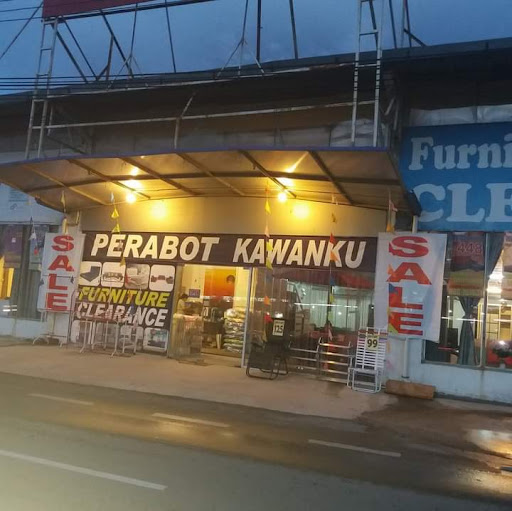 PERABOT KAWANKU
SALE
FURNITURE
CLEARANCE
SALE
99
Furni
CLE